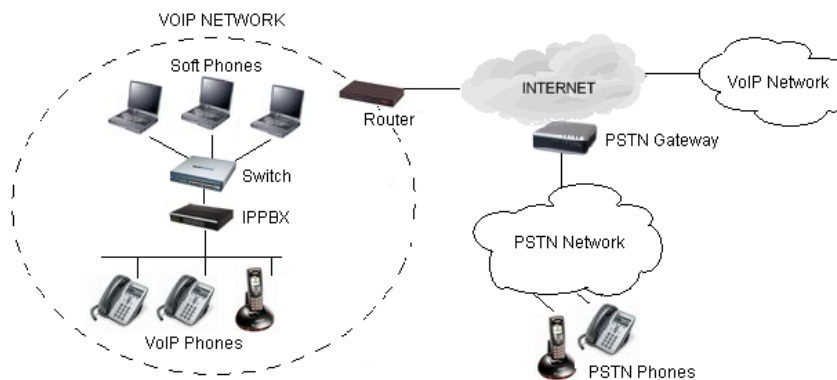 VOIP NETWORK
Soft Phones
Switch
IPPBX
VoIP Phones
Router
INTERNET
VoIP Network
PSTN Gateway
PSTN Network
PSTN Phones